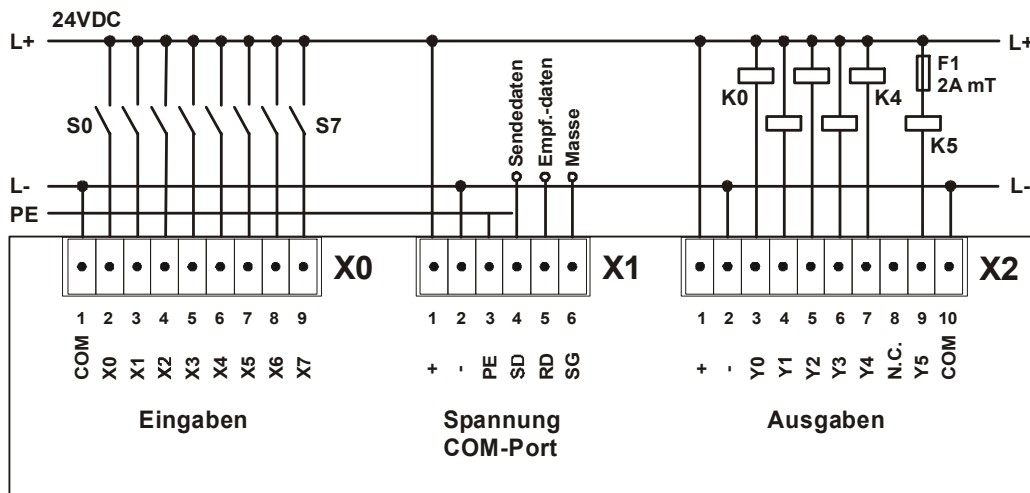 24VDC
L+
L+
S0
S7
Sendedaten
Empf.-daten
Masse
K0
K4
F1
2A mT
K5
L-
L-
PE
X0
X1
X2
1 2 3 4 5 6 7 8 9
COM X0 X1 X2 X3 X4 X5 X6 X7
1 2 3 4 5 6
+ - PE SD RD SG
1 2 3 4 5 6 7 8 9 10
+ - Y0 Y1 Y2 Y3 Y4 N.C. Y5 COM
Eingaben
Spannung
COM-Port
Ausgaben